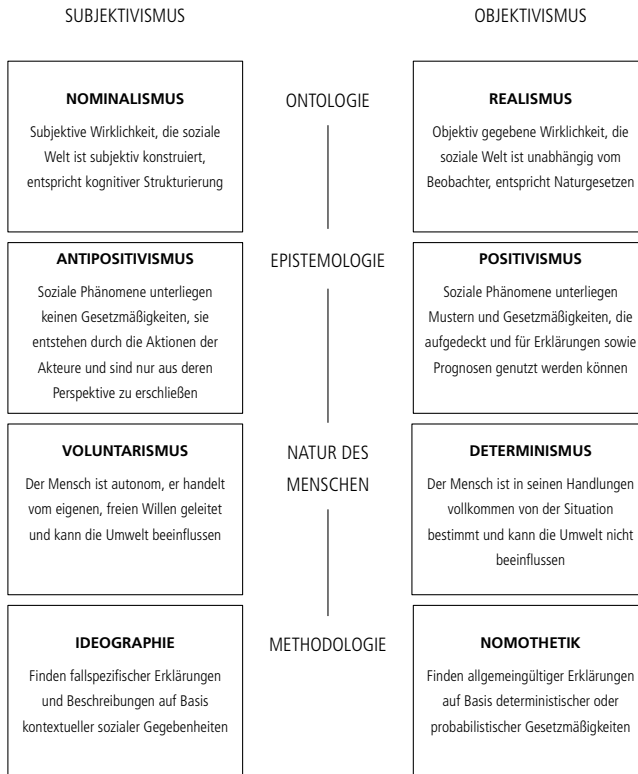 SUBJEKTIVISMUS
OBJEKTIVISMUS
NOMINALISMUS
Subjektive Wirklichkeit, die soziale
Welt ist subjektiv konstruiert,
entspricht kognitiver Strukturierung
ONTOLOGIE
REALISMUS
Objektiv gegebene Wirklichkeit, die
soziale Welt ist unabhängig vom
Beobachter, entspricht Naturgesetzen
ANTIPOSITIVISMUS
Soziale Phänomene unterliegen
keinen Gesetzmäßigkeiten, sie
entstehen durch die Aktionen der
Akteure und sind nur aus deren
Perspektive zu erschließen
EPISTEMOLOGIE
POSITIVISMUS
Soziale Phänomene unterliegen
Mustern und Gesetzmäßigkeiten, die
aufgedeckt und für Erklärungen sowie
Prognosen genutzt werden können
VOLUNTARISMUS
Der Mensch ist autonom, er handelt
vom eigenen, freien Willen geleitet
und kann die Umwelt beeinflussen
NATUR DES
MENSCHEN
DETERMINISMUS
Der Mensch ist in seinen Handlungen
vollkommen von der Situation
bestimmt und kann die Umwelt nicht
beeinflussen
IDEOGRAPHIE
Finden fallspezifischer Erklärungen
und Beschreibungen auf Basis
kontextueller sozialer Gegebenheiten
METHODOLOGIE
NOMOTHETIK
Finden allgemeingültiger Erklärungen
auf Basis deterministischer oder
probabilistischer Gesetzmäßigkeiten